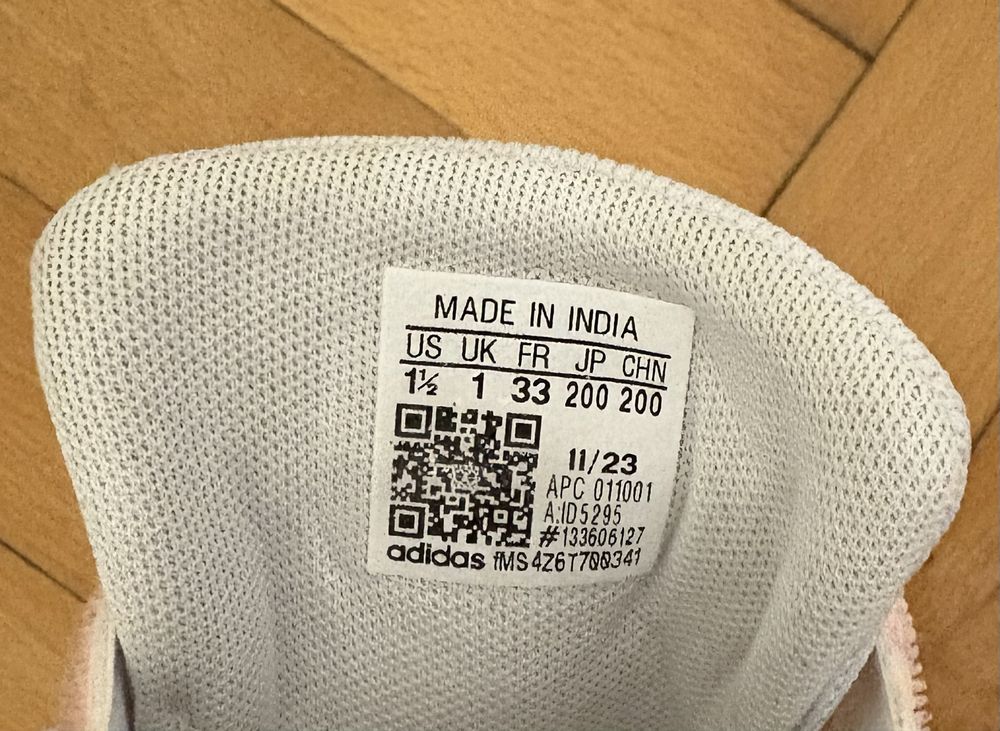 MADE IN INDIA
US UK FR JP CHN
1½ 1 33 200 200
11/23
APC 011001
A.ID5295
#133606127
adidas fMS4Z6T700341